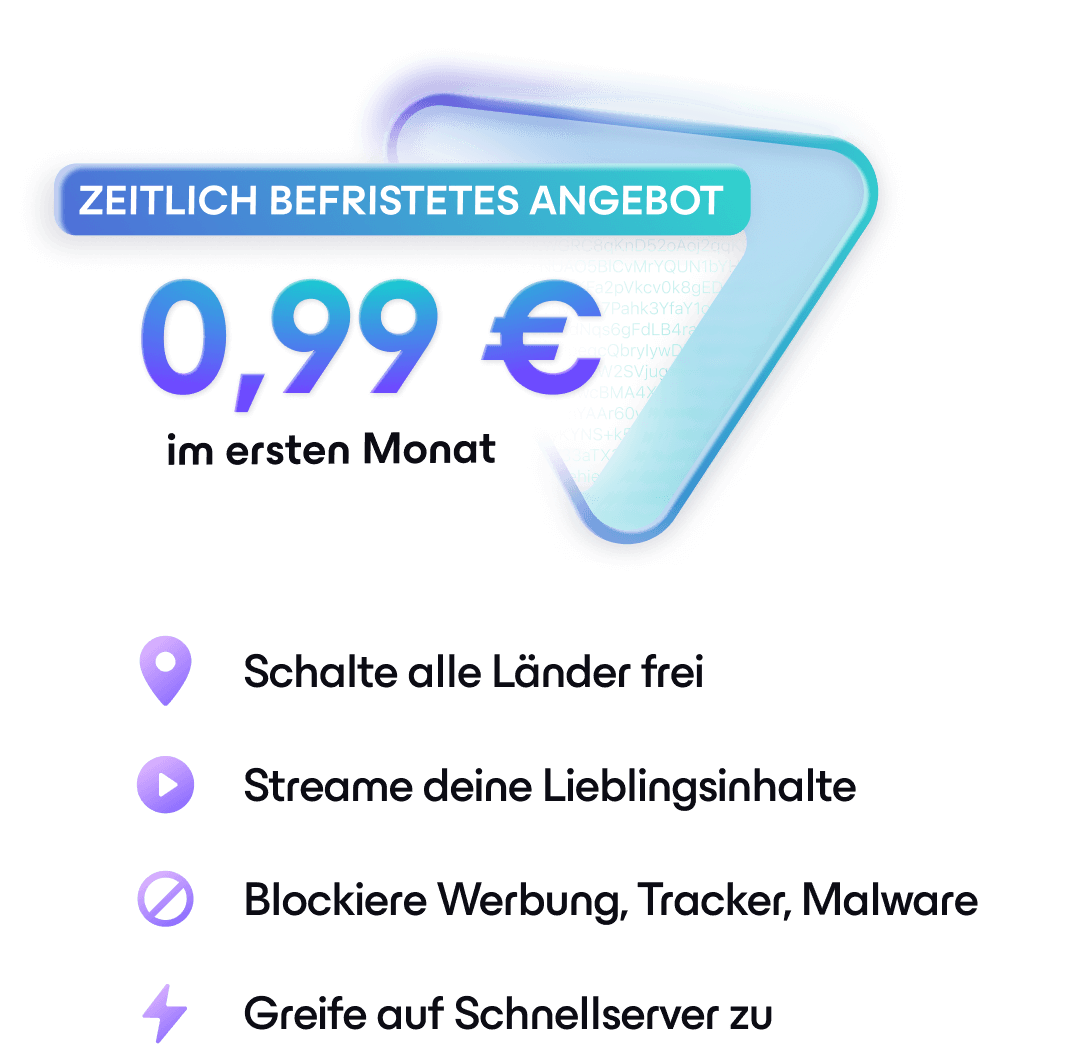 ZEITLICH BEFRISTETES ANGEBOT
0,99 €
im ersten Monat
Schalte alle Länder frei
Streame deine Lieblingsinhalte
Blockiere Werbung, Tracker, Malware
Greife auf Schnellserver zu